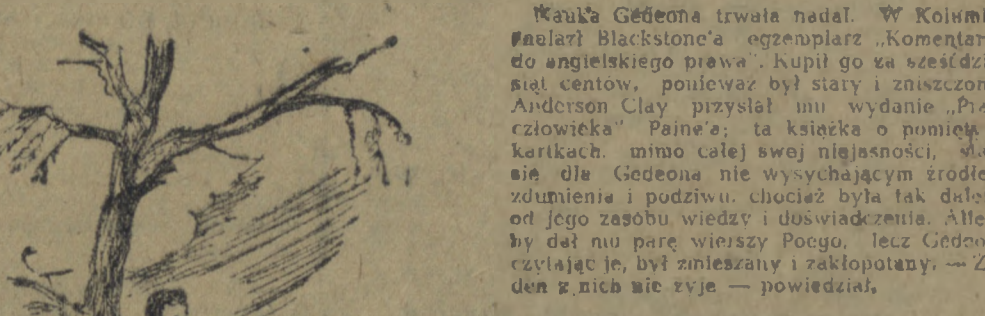 Nauka Gedeona trwała nadal. W Kolumb
znalazł Blackstone'a egzemplarz „Komentar
do angielskiego prawa". Kupił go za sześćdzi
siąt centów, ponieważ był stary i zniszczon
Anderson Clay przysłał mu wydanie „Pra
człowieka" Paine'a; ta książka o pomięt
kartkach, mimo całej swej niejasności, sta
się dla Gedeona nie wysychającym źródłe
zdumienia i podziwu, chociaż była tak dale
od jego zasobu wiedzy i doświadczenia. Alle
by dał mu parę wierszy Poego, lecz Gedeo
czytając je, był zmieszany i zakłopotany. — Ż
den z nich nie żyje — powiedział.